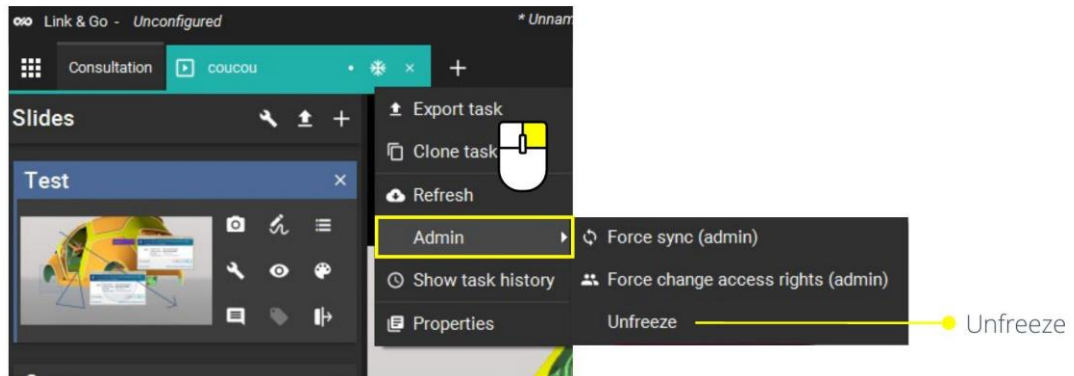 Link & Go - Unconfigured
* Unnam
Consultation
coucou
Slides
Test
Export task
Clone task
Refresh
Admin
Show task history
Properties
Force sync (admin)
Force change access rights (admin)
Unfreeze
Unfreeze